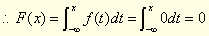 ∴ F(x) = ∫_{-∞}^{x} f(t)dt = ∫_{-∞}^{x} 0dt = 0